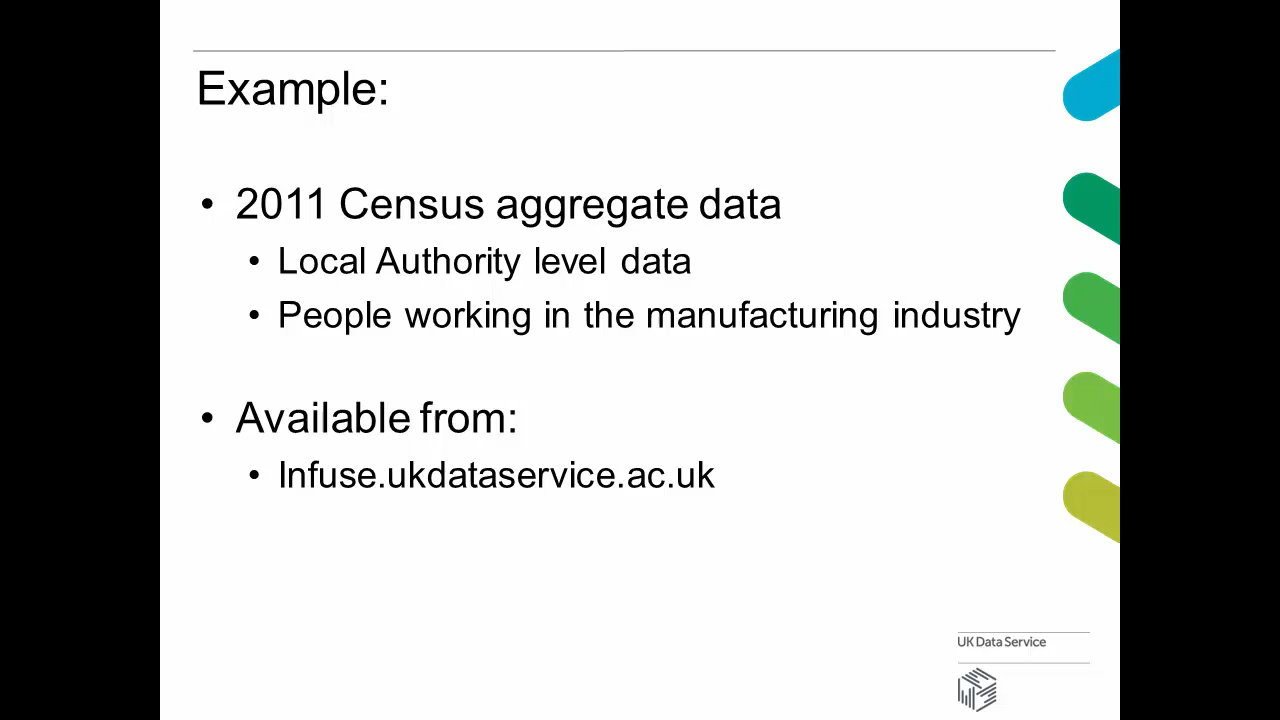 Example:
• 2011 Census aggregate data
• Local Authority level data
• People working in the manufacturing industry
• Available from:
• Infuse.ukdataservice.ac.uk
UK Data Service